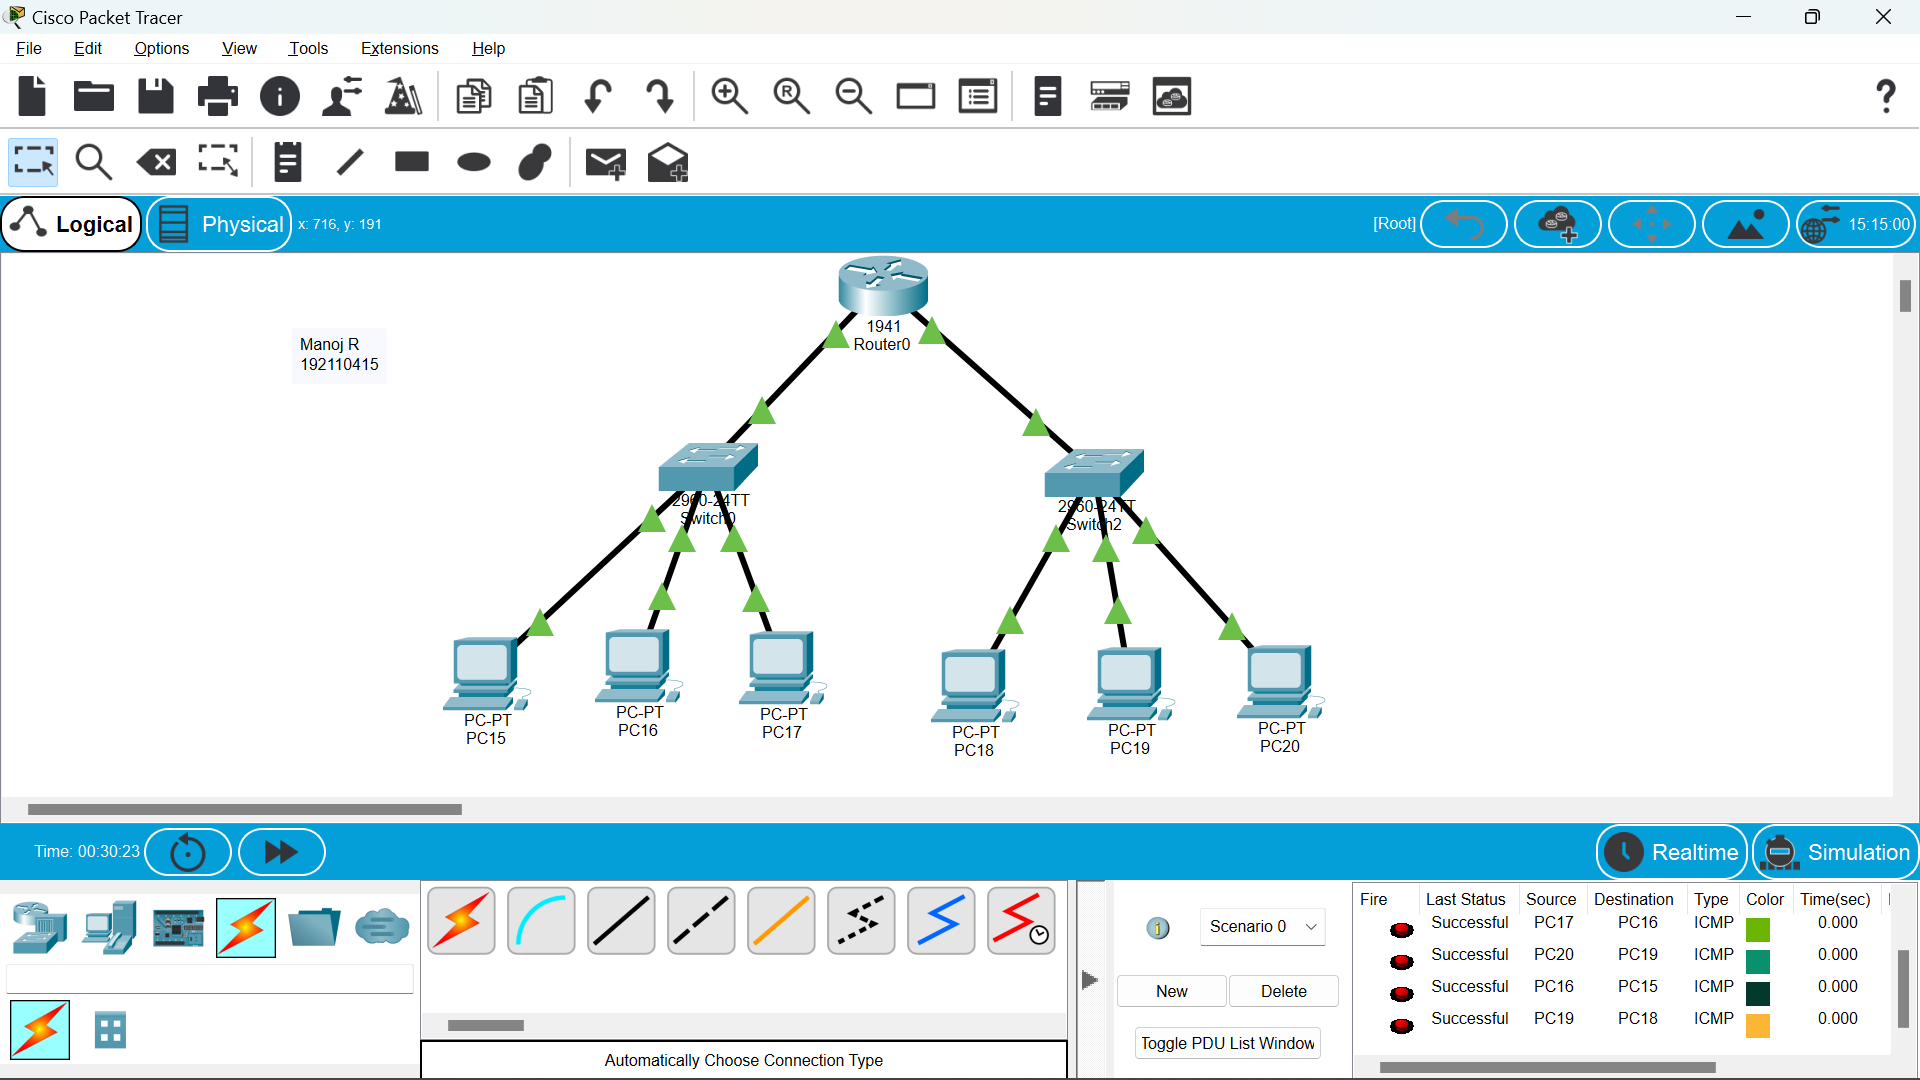 Cisco Packet Tracer
File Edit Options View Tools Extensions Help
Logical Physical x: 716, y: 191 [Root] 15:15:00
1941
Router0
Manoj R
192110415
2960-24TT
Switch0
2960-24TT
Switch2
PC-PT
PC15
PC-PT
PC16
PC-PT
PC17
PC-PT
PC18
PC-PT
PC19
PC-PT
PC20
Time: 00:30:23 Realtime Simulation
Scenario 0
New Delete
Toggle PDU List Window
Automatically Choose Connection Type
Fire Last Status Source Destination Type Color Time(sec)
Successful PC17 PC16 ICMP 0.000
Successful PC20 PC19 ICMP 0.000
Successful PC16 PC15 ICMP 0.000
Successful PC19 PC18 ICMP 0.000